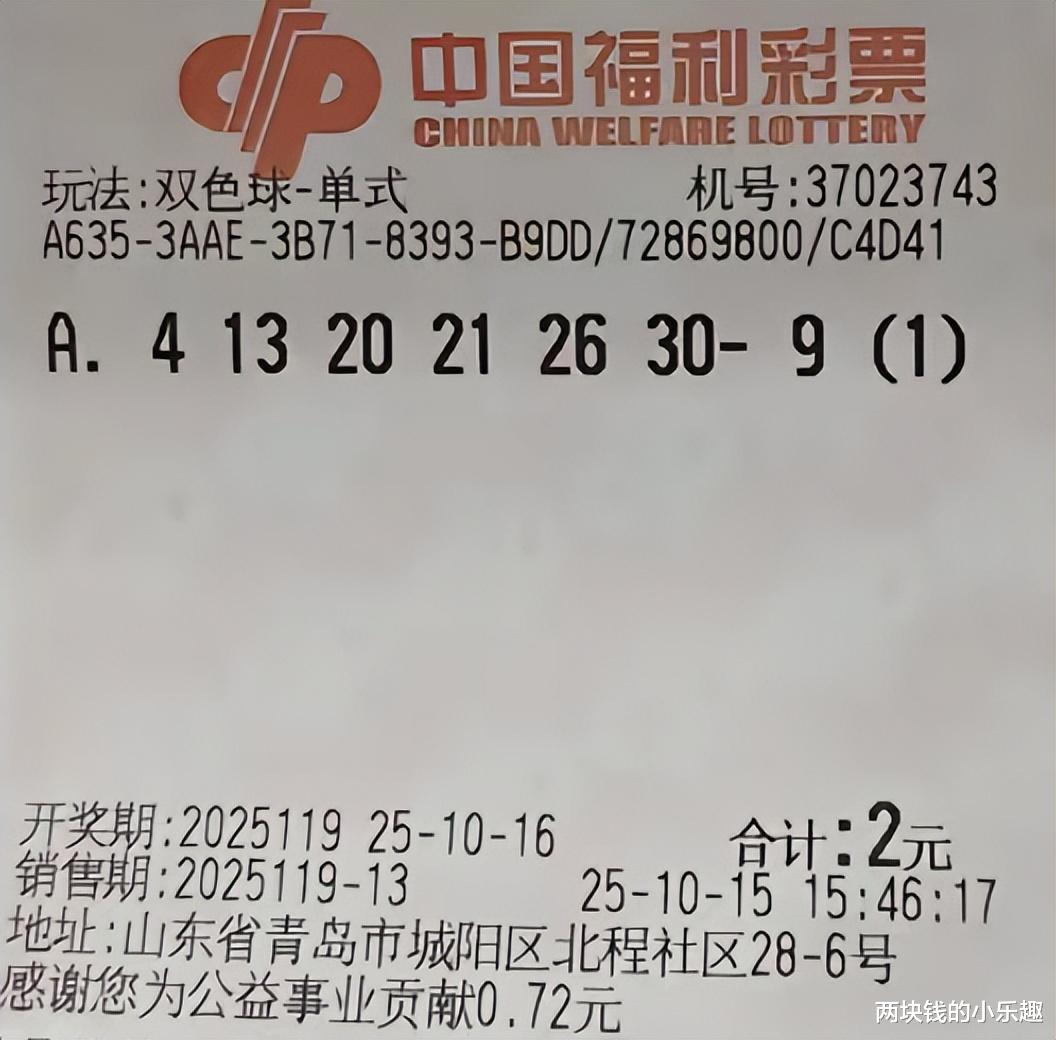 中国福利彩票
CHINA WELFARE LOTTERY
玩法:双色球-单式 机号:37023743
A635-3AAE-3B71-8393-B9DD/72869800/C4D41
A. 4 13 20 21 26 30- 9 (1)
开奖期:2025119 25-10-16 合计:2元
销售期:2025119-13 25-10-15 15:46:17
地址:山东省青岛市城阳区北程社区28-6号
感谢您为公益事业贡献0.72元
两块钱的小乐趣